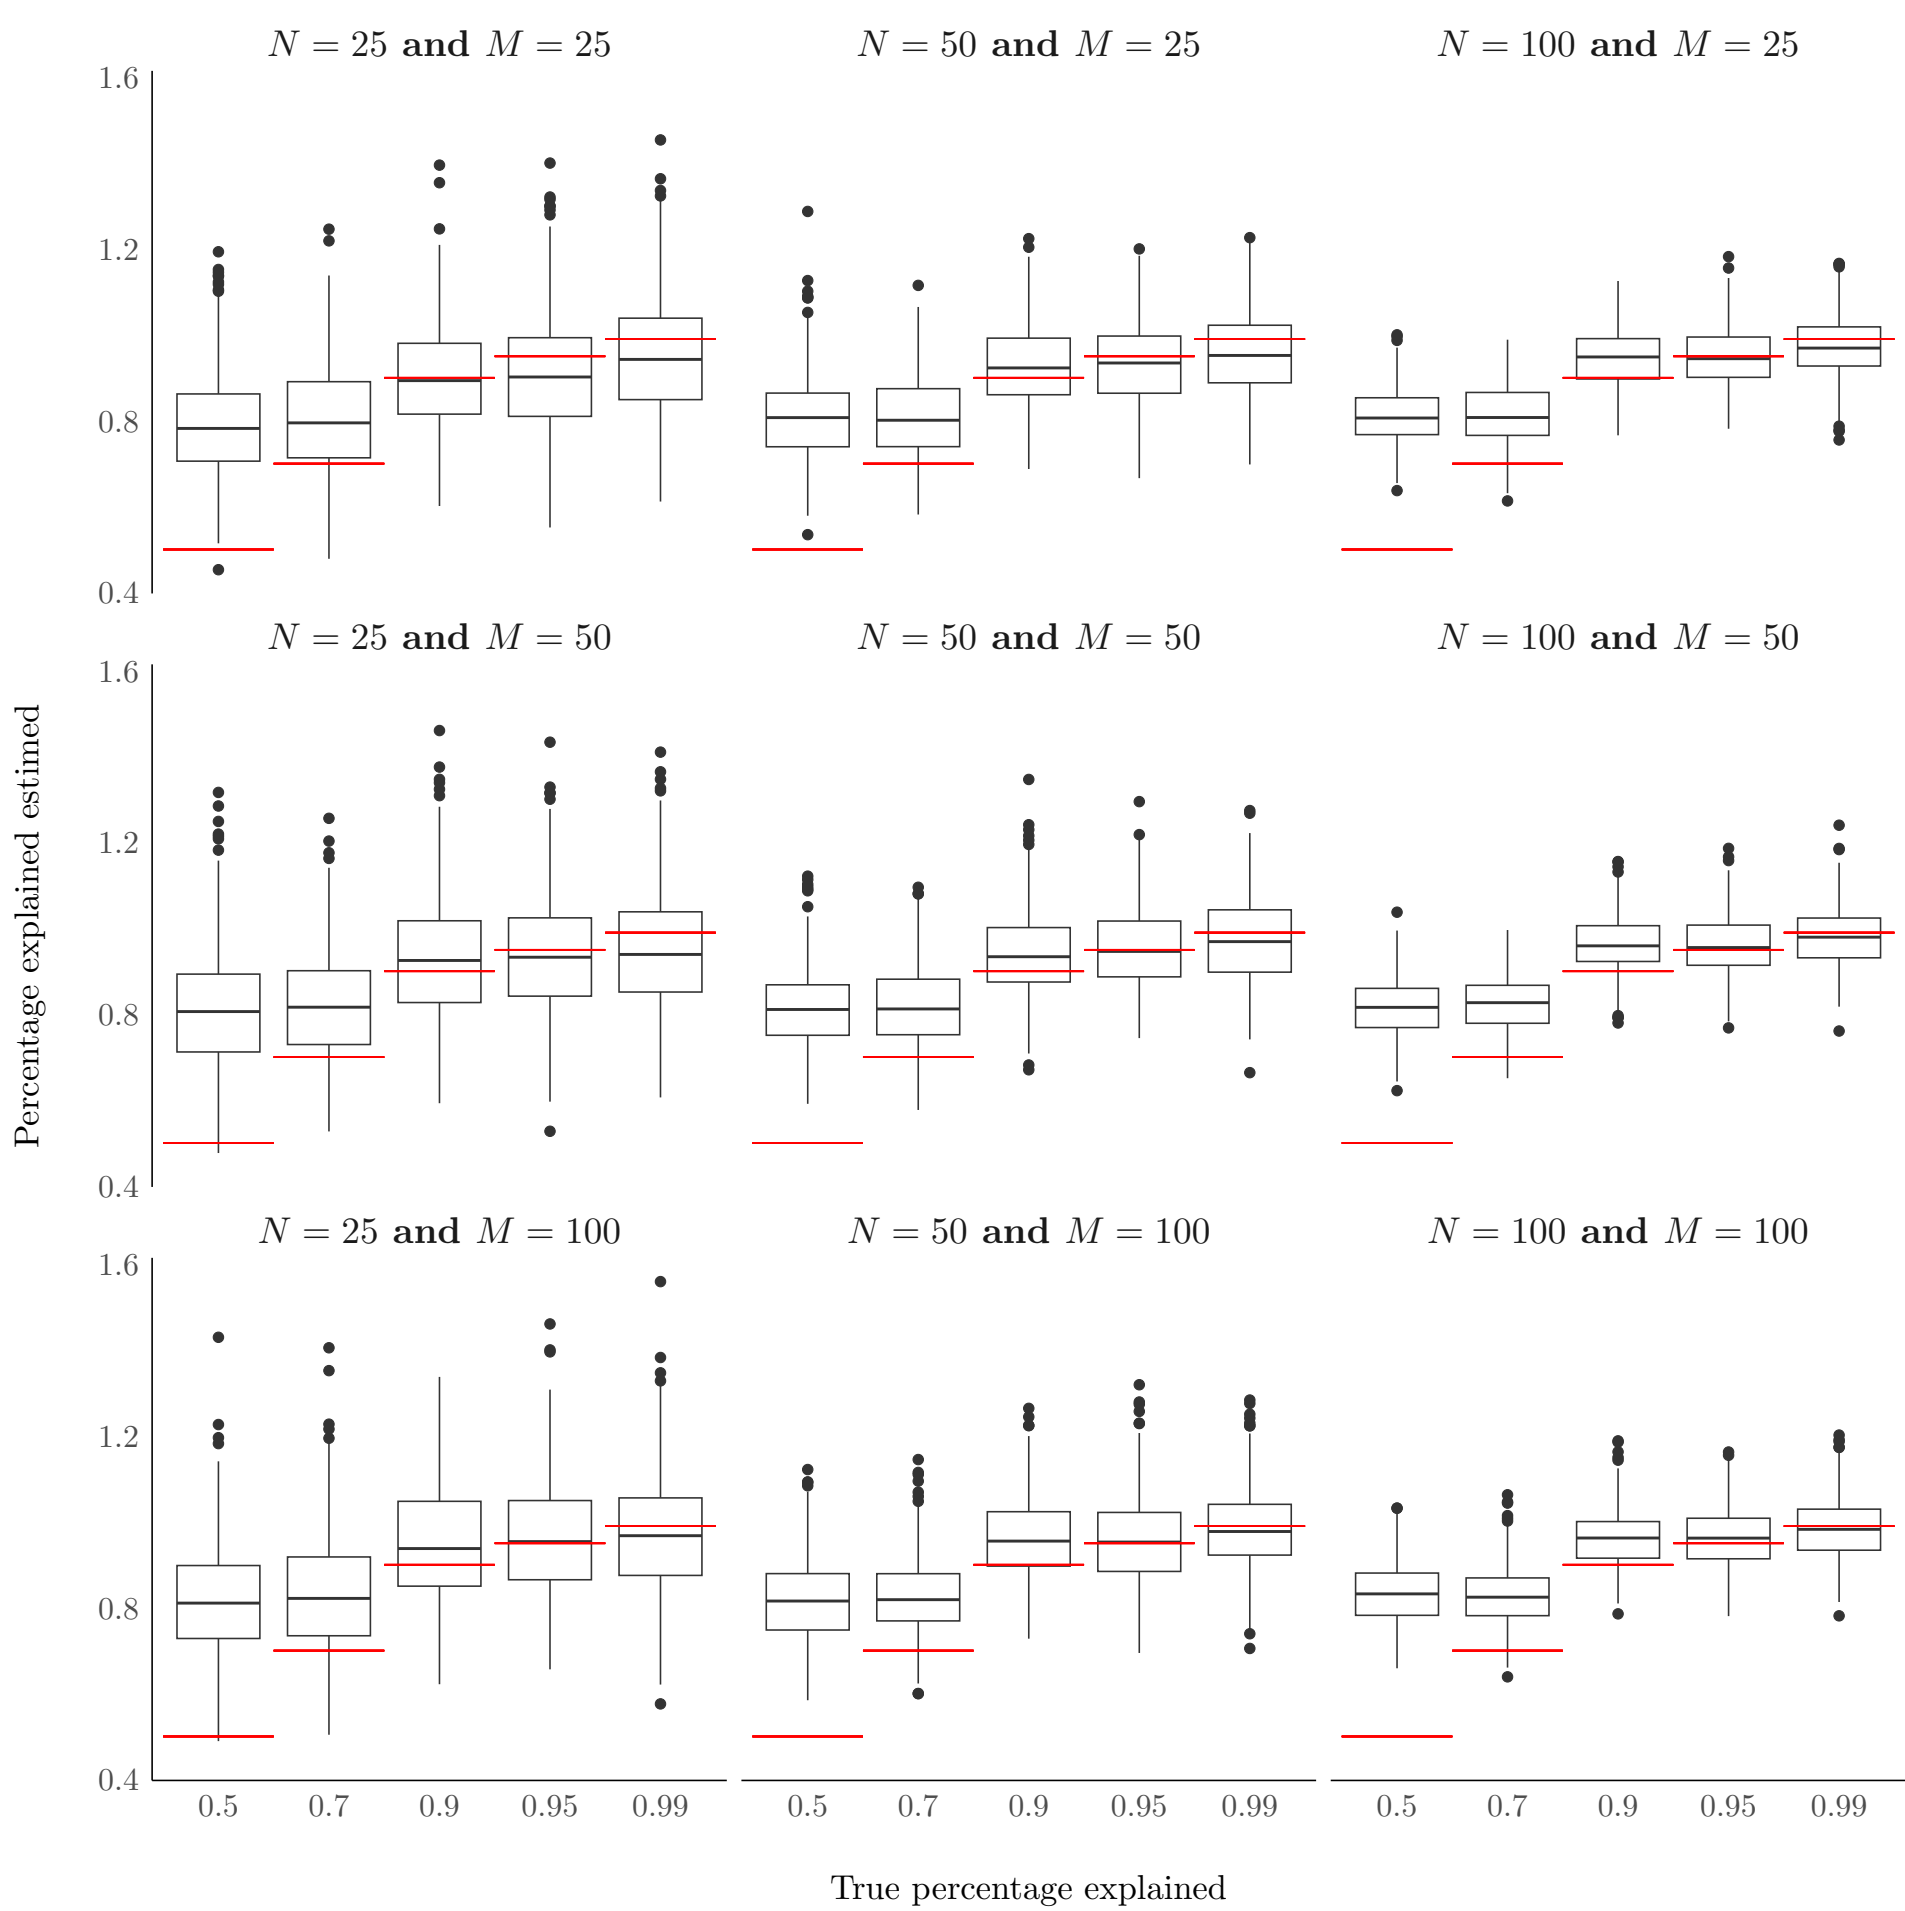 N = 25 and M = 25
N = 50 and M = 25
N = 100 and M = 25
1.6
1.2
0.8
0.4
N = 25 and M = 50
N = 50 and M = 50
N = 100 and M = 50
1.6
1.2
0.8
0.4
Percentage explained estimed
N = 25 and M = 100
N = 50 and M = 100
N = 100 and M = 100
1.6
1.2
0.8
0.4
0.5 0.7 0.9 0.95 0.99
0.5 0.7 0.9 0.95 0.99
0.5 0.7 0.9 0.95 0.99
True percentage explained